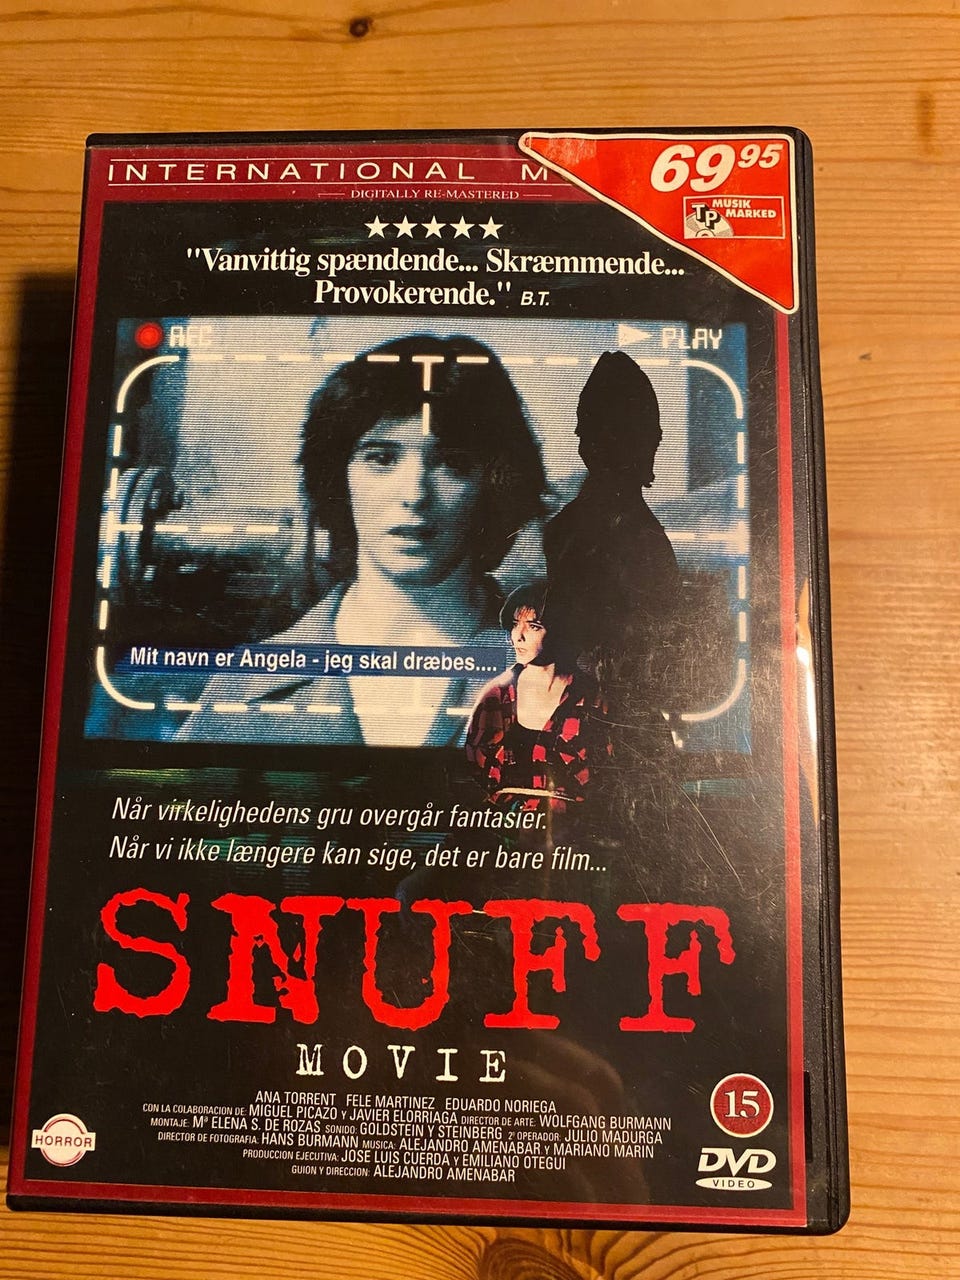 INTERNATIONAL M
DIGITALLY RE-MASTERED
69 95
TP MUSIK
MARKED
"Vanvittig spændende... Skræmmende...
Provokerende." B.T.
REC
PLAY
Mit navn er Angela - jeg skal dræbes....
Når virkelighedens gru overgår fantasier.
Når vi ikke længere kan sige, det er bare film...
SNUFF
MOVIE
ANA TORRENT FELE MARTINEZ EDUARDO NORIEGA
CON LA COLABORACION DE: MIGUEL PICAZO Y JAVIER ELORRIAGA DIRECTOR DE ARTE: WOLFGANG BURMANN
MONTAJE: Mª ELENA S. DE ROZAS SONIDO: GOLDSTEIN Y STEINBERG 2º OPERADOR: JULIO MADURGA
DIRECTOR DE FOTOGRAFIA: HANS BURMANN MUSICA: ALEJANDRO AMENABAR Y MARIANO MARIN
PRODUCCION EJECUTIVA: JOSE LUIS CUERDA Y EMILIANO OTEGUI
GUION Y DIRECCION: ALEJANDRO AMENABAR
HORROR
15
DVD
VIDEO